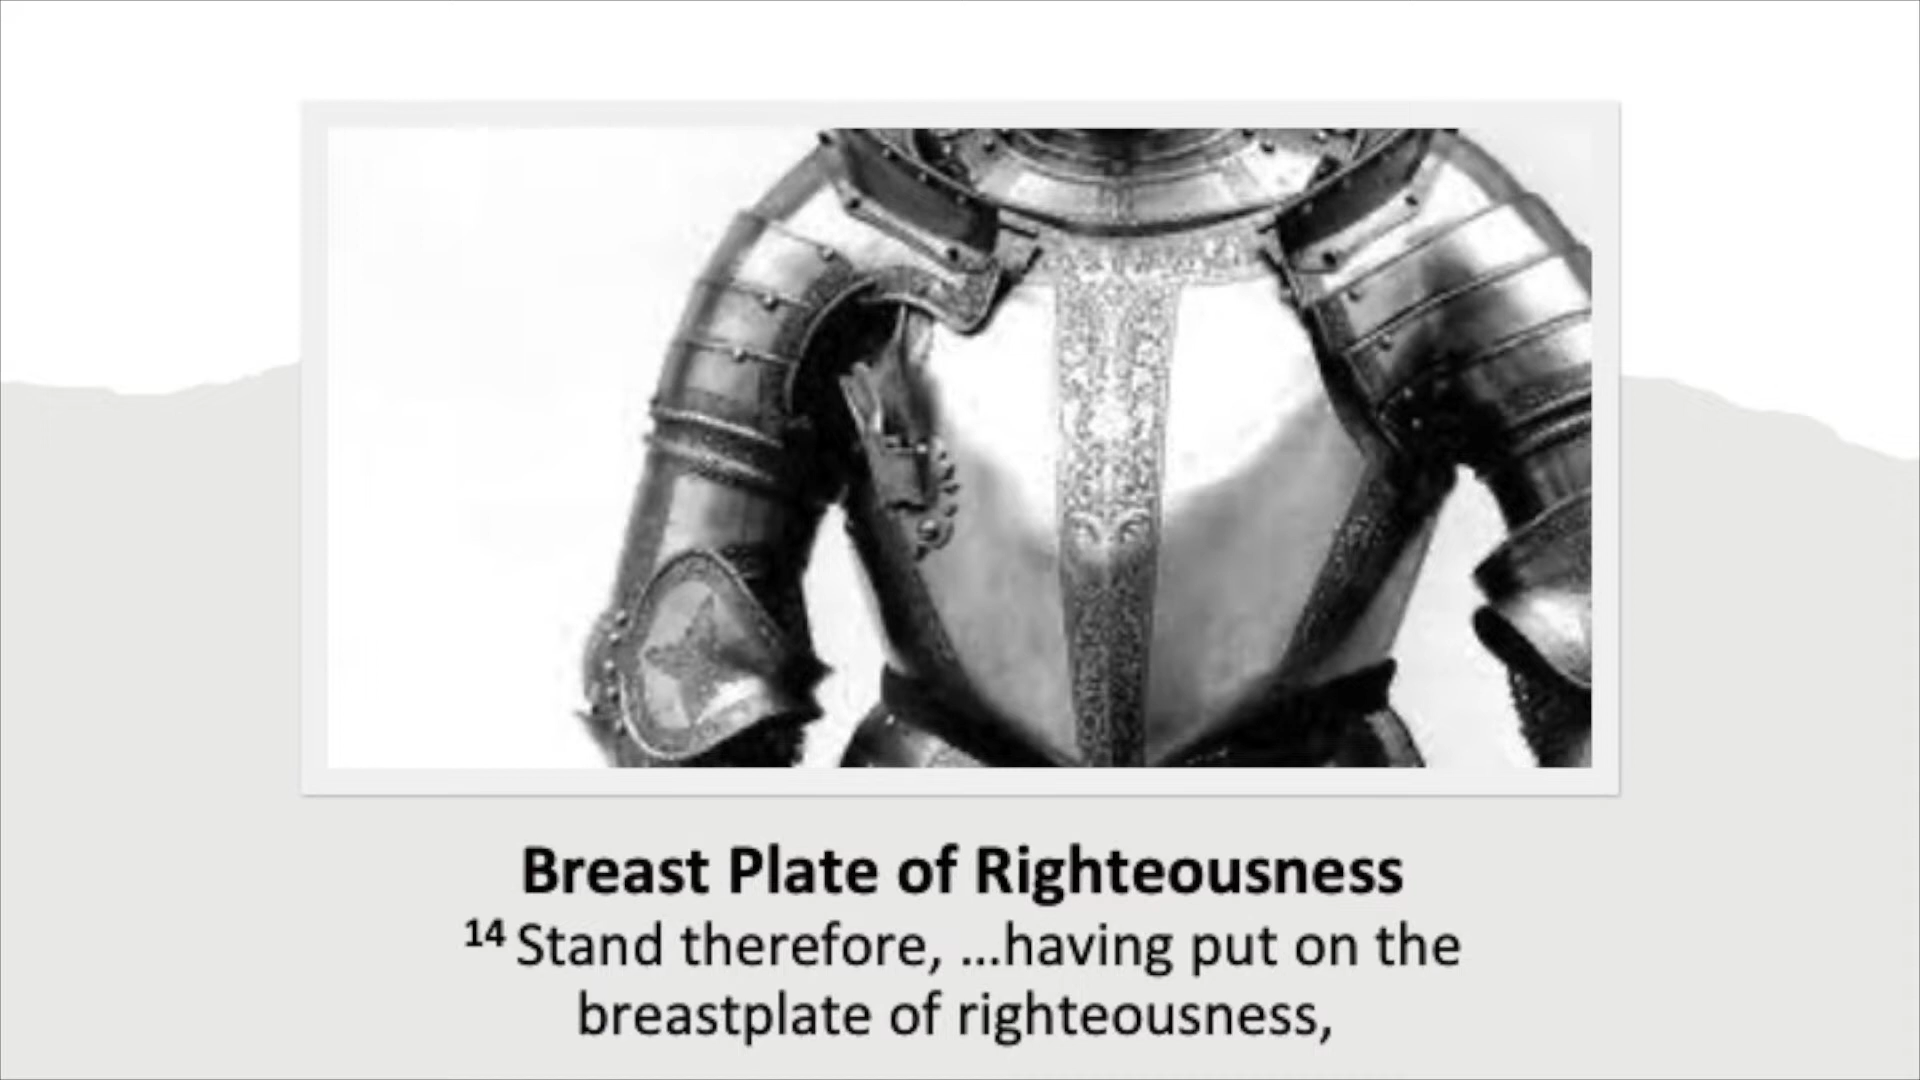 Breast Plate of Righteousness
14 Stand therefore, ...having put on the
breastplate of righteousness,